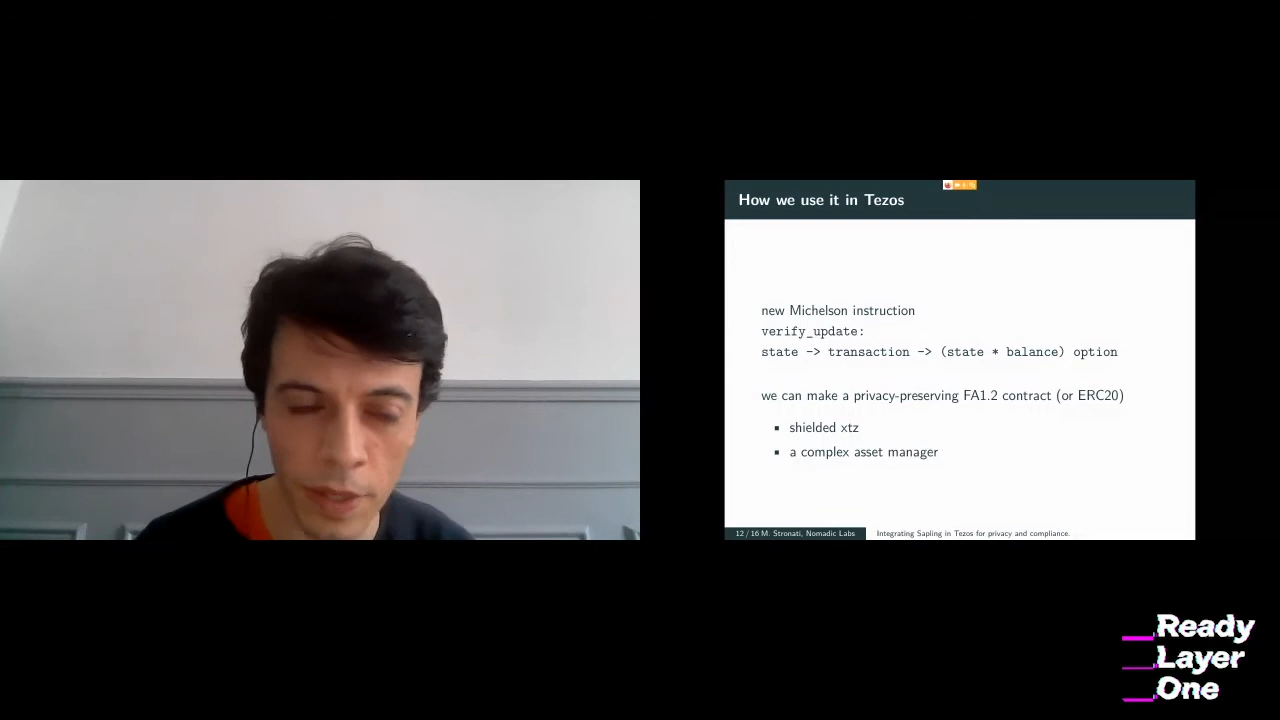 How we use it in Tezos
new Michelson instruction
verify_update:
state -> transaction -> (state * balance) option
we can make a privacy-preserving FA1.2 contract (or ERC20)
▪ shielded xtz
▪ a complex asset manager
12 / 16 M. Stronati, Nomadic Labs
Integrating Sapling in Tezos for privacy and compliance.
Ready
Layer
One